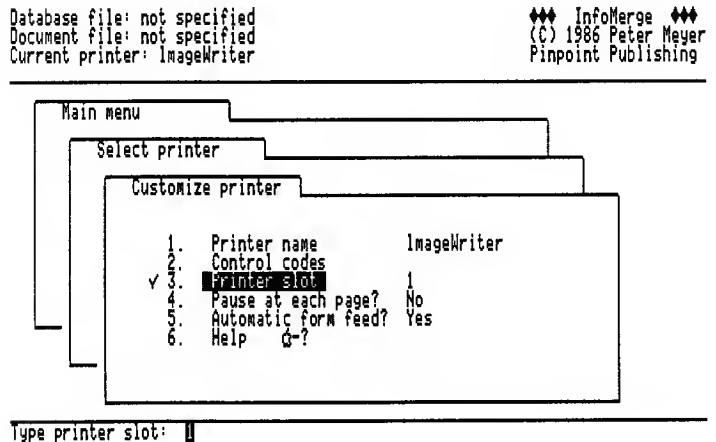 Database file: not specified
Document file: not specified
Current printer: ImageWriter
♦♦♦ InfoMerge ♦♦♦
(C) 1986 Peter Meyer
Pinpoint Publishing
Main menu
Select printer
Customize printer
1. Printer name ImageWriter
2. Control codes
✓ 3. Printer slot 1
4. Pause at each page? No
5. Automatic form feed? Yes
6. Help -?
Type printer slot: 1